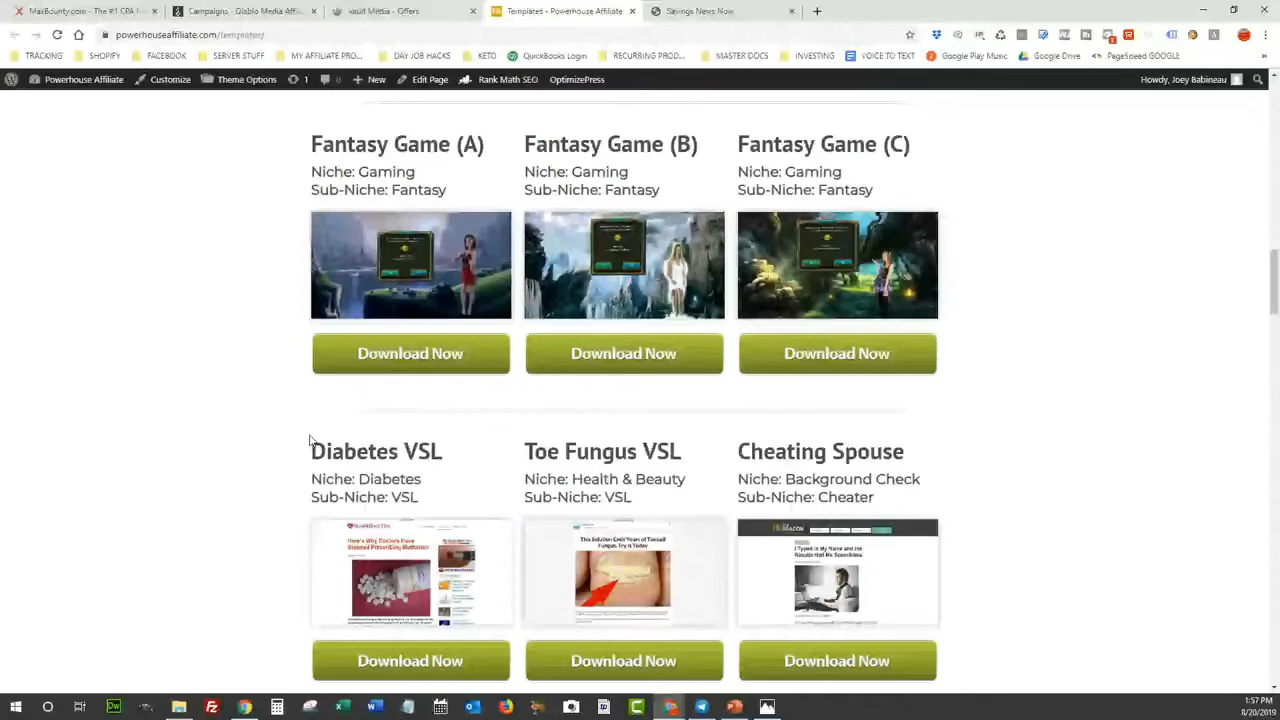 MaxBounty.com - The #1 CPA
Campaigns - Diablo Media Affil
Vault Media - Offers
Templates - Powerhouse Affiliate
Savings News Now
powerhouseaffiliate.com/templates/
TRACKING
SHOPIFY
FACEBOOK
SERVER STUFF
MY AFFILIATE PRO...
DAYJOB HACKS
KETO
QuickBooks Login
RECURRING PROD...
MASTER DOCS
INVESTING
VOICE TO TEXT
Google Play Music
Google Drive
PageSpeed GOOGLE
Powerhouse Affiliate
Customize
Theme Options
1
0
New
Edit Page
Rank Math SEO
OptimizePress
Howdy, Joey Babineau
Fantasy Game (A)
Niche: Gaming
Sub-Niche: Fantasy
Download Now
Fantasy Game (B)
Niche: Gaming
Sub-Niche: Fantasy
Download Now
Fantasy Game (C)
Niche: Gaming
Sub-Niche: Fantasy
Download Now
Diabetes VSL
Niche: Diabetes
Sub-Niche: VSL
Here's Why Doctors Have
Stopped Prescribing Metformin
Download Now
Toe Fungus VSL
Niche: Health & Beauty
Sub-Niche: VSL
This Solution Ends Years of Toenail
Fungus. Try It Today
Download Now
Cheating Spouse
Niche: Background Check
Sub-Niche: Cheater
I Typed In My Name and the
Results Had Me Speechless
Download Now
1:57 PM
8/20/2019